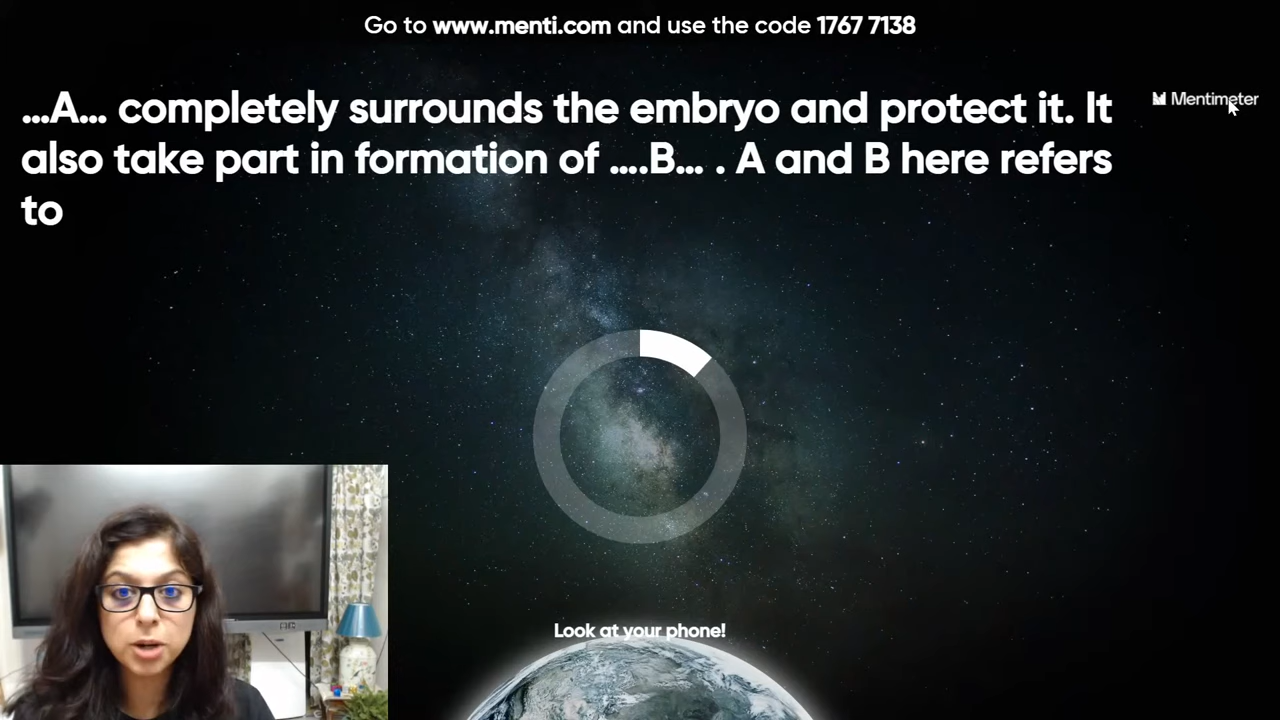 Go to www.menti.com and use the code 1767 7138
Mentimeter
...A... completely surrounds the embryo and protect it. It
also take part in formation of ....B... . A and B here refers
to
Look at your phone!